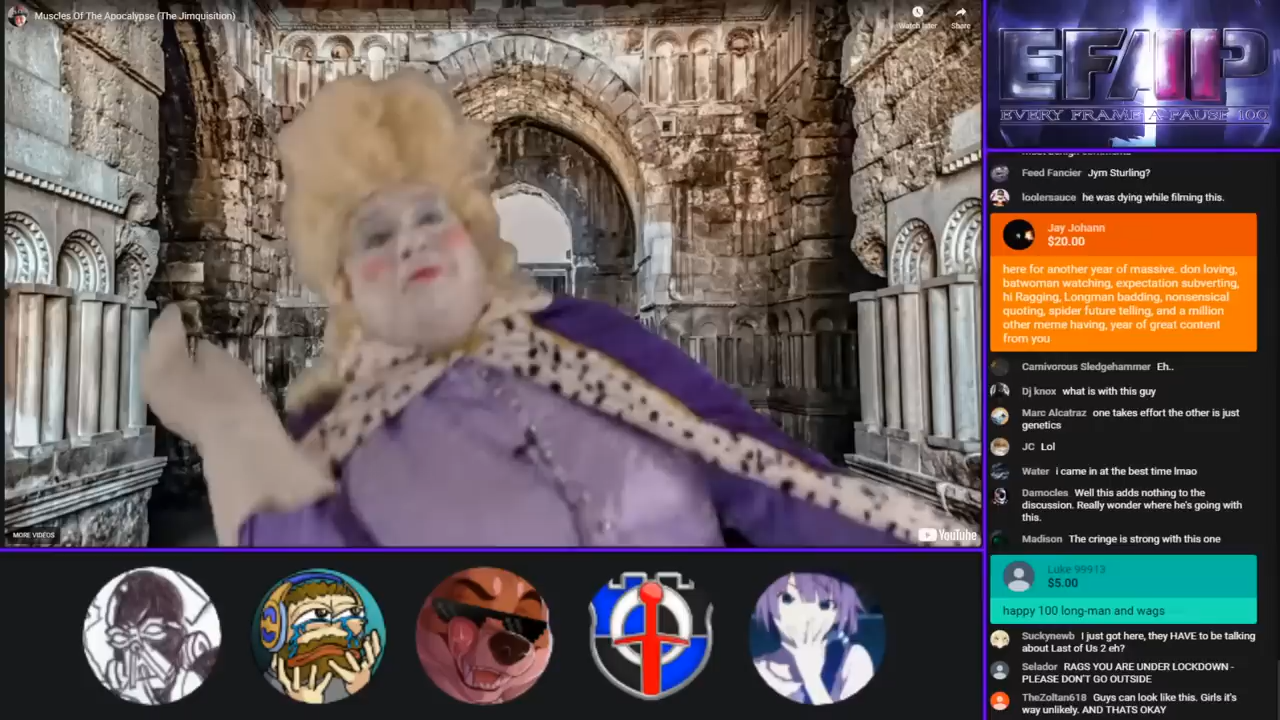 Muscles Of The Apocalypse (The Jimquisition)
Watch later
Share
MORE VIDEOS
YouTube
EFAP
EVERY FRAME A PAUSE 100
Feed Fancier Jym Sturling?
loolersauce he was dying while filming this.
Jay Johann
$20.00
here for another year of massive. don loving,
batwoman watching, expectation subverting,
hi Ragging, Longman badding, nonsensical
quoting, spider future telling, and a million
other meme having, year of great content
from you
Carnivorous Sledgehammer Eh..
Dj knox what is with this guy
Marc Alcatraz one takes effort the other is just
genetics
JC Lol
Water i came in at the best time lmao
Damocles Well this adds nothing to the
discussion. Really wonder where he's going with
this.
Madison The cringe is strong with this one
Luke 99913
$5.00
happy 100 long-man and wags
Suckynewb I just got here, they HAVE to be talking
about Last of Us 2 eh?
Selador RAGS YOU ARE UNDER LOCKDOWN -
PLEASE DON'T GO OUTSIDE
TheZoltan618 Guys can look like this. Girls it's
way unlikely. AND THATS OKAY